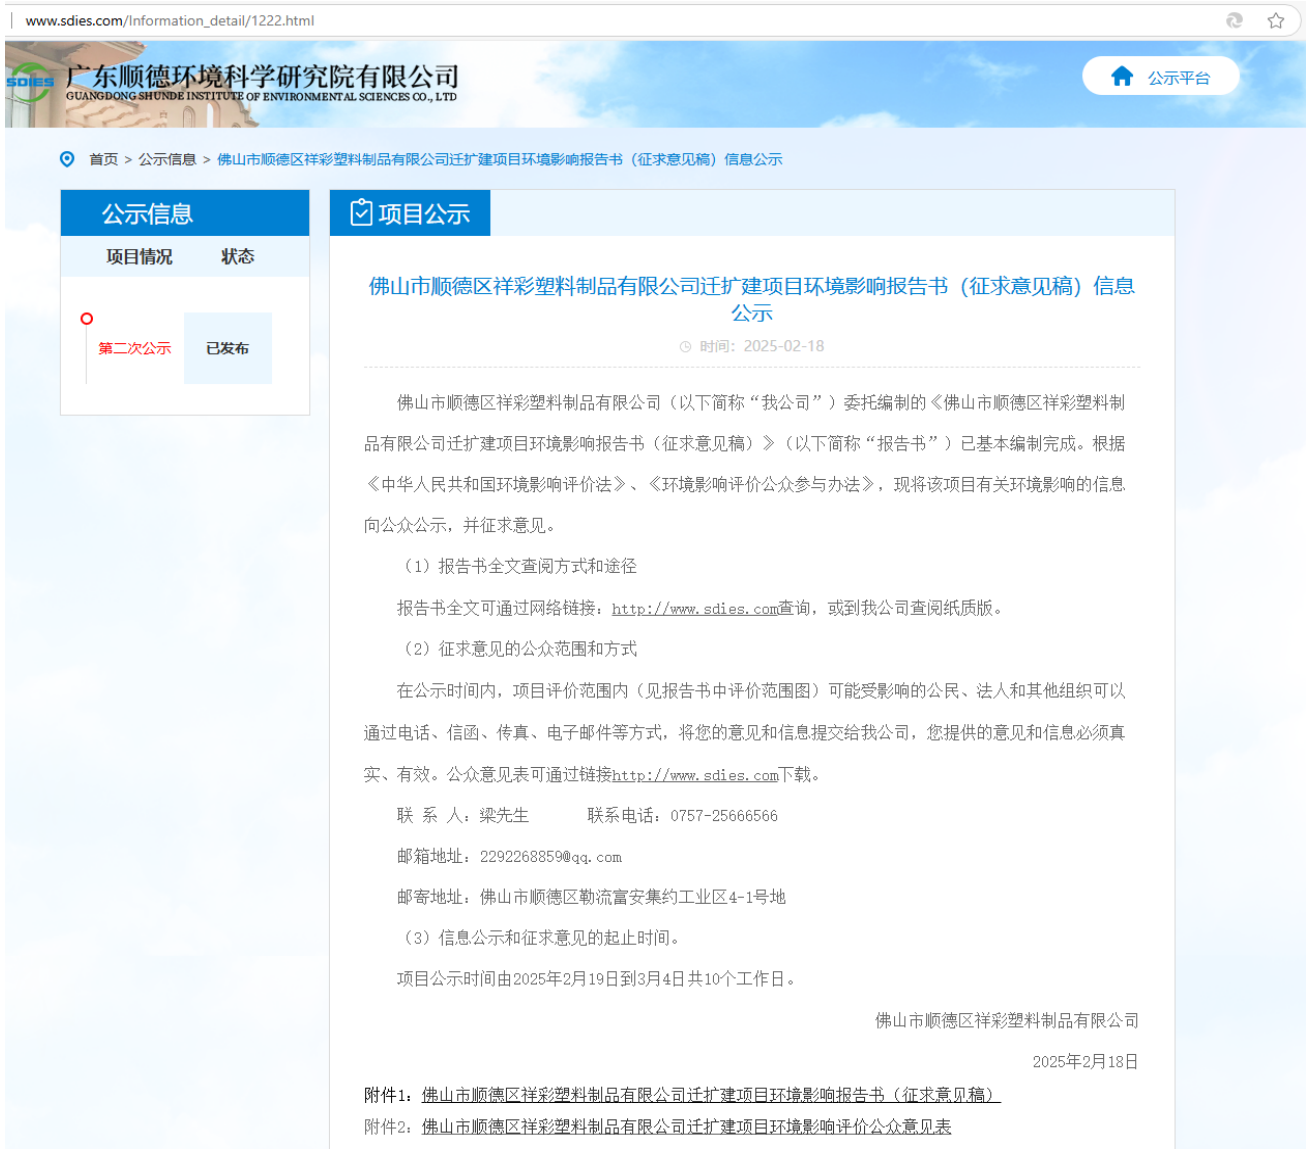 www.sdies.com/Information_detail/1222.html
SDIES
广东顺德环境科学研究院有限公司
GUANGDONG SHUNDE INSTITUTE OF ENVIRONMENTAL SCIENCES CO., LTD
公示平台
首页 > 公示信息 > 佛山市顺德区祥彩塑料制品有限公司迁扩建项目环境影响报告书（征求意见稿）信息公示
公示信息
项目情况 状态
第二次公示 已发布
项目公示
佛山市顺德区祥彩塑料制品有限公司迁扩建项目环境影响报告书（征求意见稿）信息
公示
时间：2025-02-18
佛山市顺德区祥彩塑料制品有限公司（以下简称“我公司”）委托编制的《佛山市顺德区祥彩塑料制
品有限公司迁扩建项目环境影响报告书（征求意见稿）》（以下简称“报告书”）已基本编制完成。根据
《中华人民共和国环境影响评价法》、《环境影响评价公众参与办法》，现将该项目有关环境影响的信息
向公众公示，并征求意见。
（1）报告书全文查阅方式和途径
报告书全文可通过网络链接：http://www.sdies.com查询，或到我公司查阅纸质版。
（2）征求意见的公众范围和方式
在公示时间内，项目评价范围内（见报告书中评价范围图）可能受影响的公民、法人和其他组织可以
通过电话、信函、传真、电子邮件等方式，将您的意见和信息提交给我公司，您提供的意见和信息必须真
实、有效。公众意见表可通过链接http://www.sdies.com下载。
联 系 人：梁先生 联系电话：0757-25666566
邮箱地址：2292268859@qq.com
邮寄地址：佛山市顺德区勒流富安集约工业区4-1号地
（3）信息公示和征求意见的起止时间。
项目公示时间由2025年2月19日到3月4日共10个工作日。
佛山市顺德区祥彩塑料制品有限公司
2025年2月18日
附件1：佛山市顺德区祥彩塑料制品有限公司迁扩建项目环境影响报告书（征求意见稿）
附件2：佛山市顺德区祥彩塑料制品有限公司迁扩建项目环境影响评价公众意见表